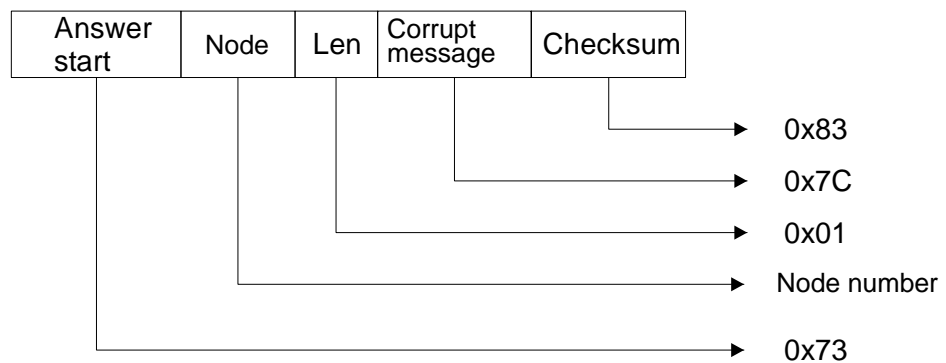 Answer
start
Node
Len
Corrupt
message
Checksum
0x83
0x7C
0x01
Node number
0x73